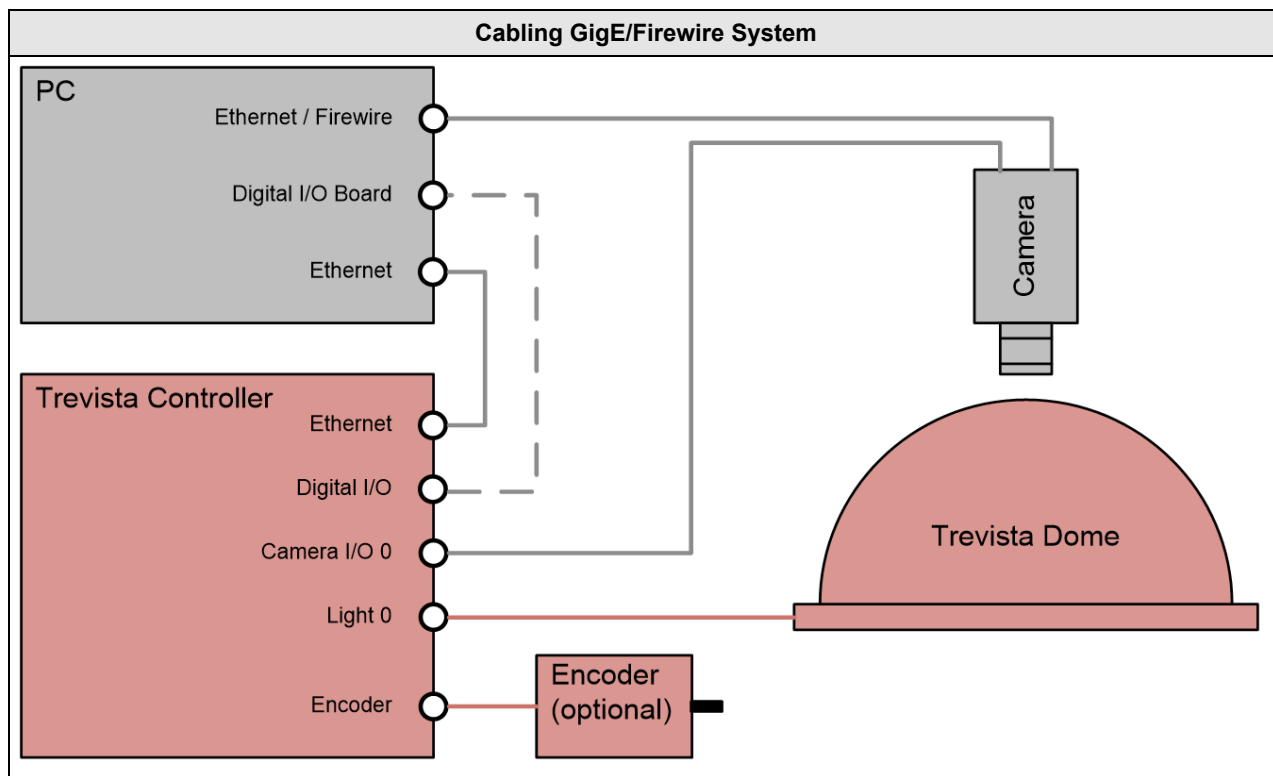 Cabling GigE/Firewire System
PC
Ethernet / Firewire
Digital I/O Board
Ethernet
Camera
Trevista Controller
Ethernet
Digital I/O
Camera I/O 0
Light 0
Encoder
Trevista Dome
Encoder
(optional)